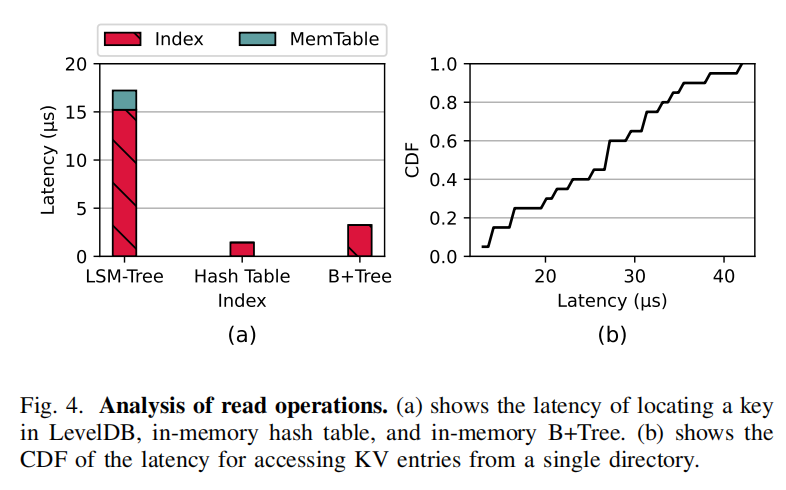 Index MemTable
20
15
10
5
0
Latency (μs)
LSM-Tree Hash Table B+Tree
Index
(a)
1.0
0.8
0.6
0.4
0.2
0.0
CDF
20 30 40
Latency (μs)
(b)
Fig. 4. Analysis of read operations. (a) shows the latency of locating a key
in LevelDB, in-memory hash table, and in-memory B+Tree. (b) shows the
CDF of the latency for accessing KV entries from a single directory.